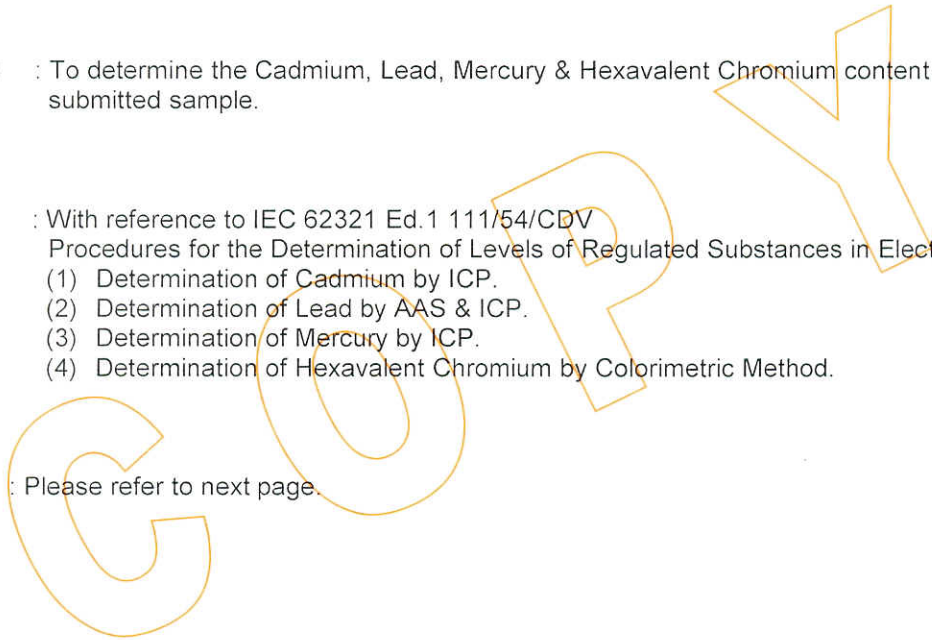 : To determine the Cadmium, Lead, Mercury & Hexavalent Chromium content
submitted sample.
: With reference to IEC 62321 Ed.1 111/54/CDV
Procedures for the Determination of Levels of Regulated Substances in Elect
(1) Determination of Cadmium by ICP.
(2) Determination of Lead by AAS & ICP.
(3) Determination of Mercury by ICP.
(4) Determination of Hexavalent Chromium by Colorimetric Method.
: Please refer to next page.
COPY